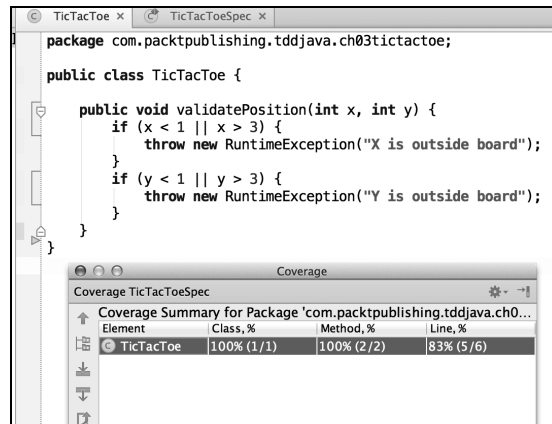 TicTacToe × TicTacToeSpec ×
package com.packtpublishing.tddjava.ch03tictactoe;
public class TicTacToe {
public void validatePosition(int x, int y) {
if (x < 1 || x > 3) {
throw new RuntimeException("X is outside board");
}
if (y < 1 || y > 3) {
throw new RuntimeException("Y is outside board");
}
}
}
Coverage
Coverage TicTacToeSpec
Coverage Summary for Package 'com.packtpublishing.tddjava.ch0...
Element Class, % Method, % Line, %
TicTacToe 100% (1/1) 100% (2/2) 83% (5/6)